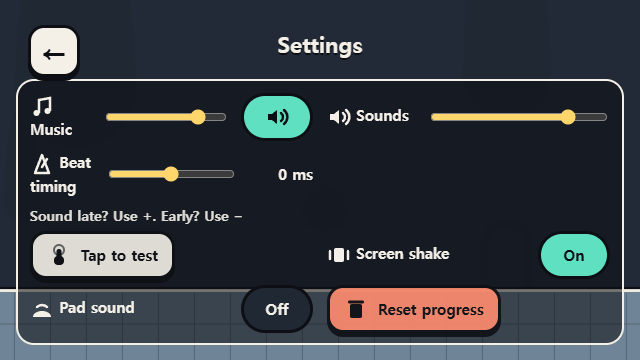 Settings
Music
Sounds
Beat
timing
0 ms
Sound late? Use +. Early? Use −
Tap to test
Screen shake
On
Pad sound
Off
Reset progress